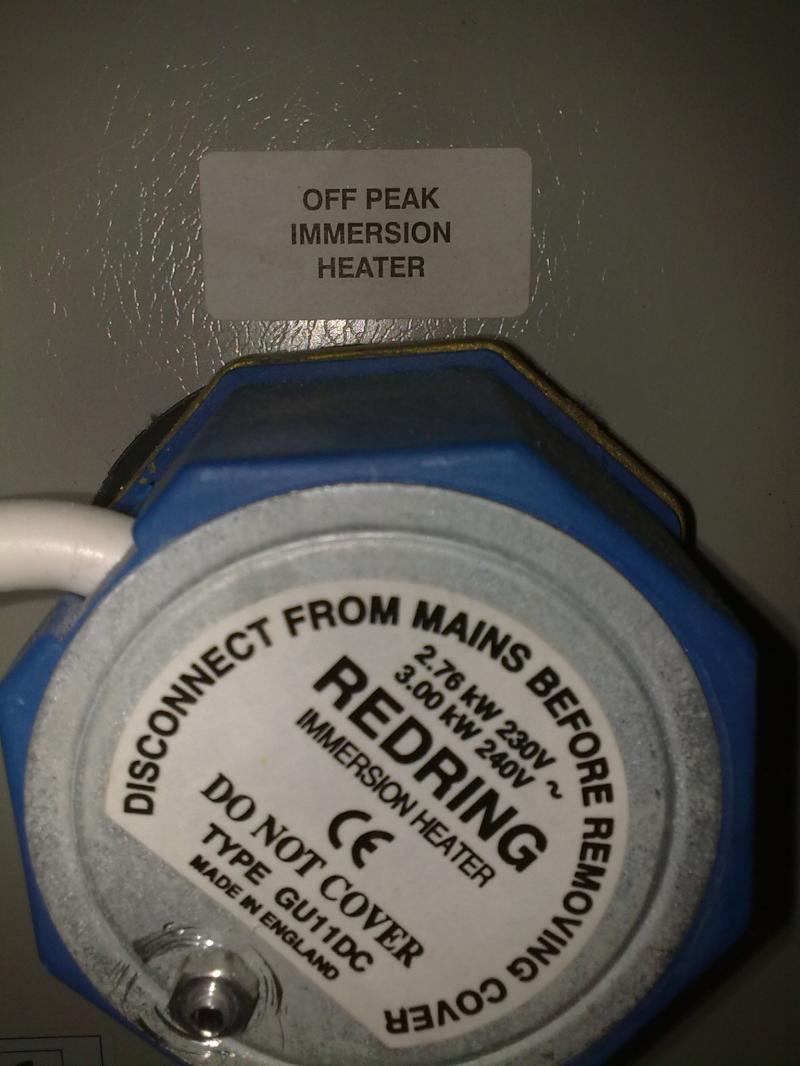 OFF PEAK
IMMERSION
HEATER
DISCONNECT FROM MAINS BEFORE REMOVING COVER
2.76 kW 230V ~
3.00 kW 240V
REDRING
IMMERSION HEATER
CE
DO NOT COVER
TYPE GU11DC
MADE IN ENGLAND